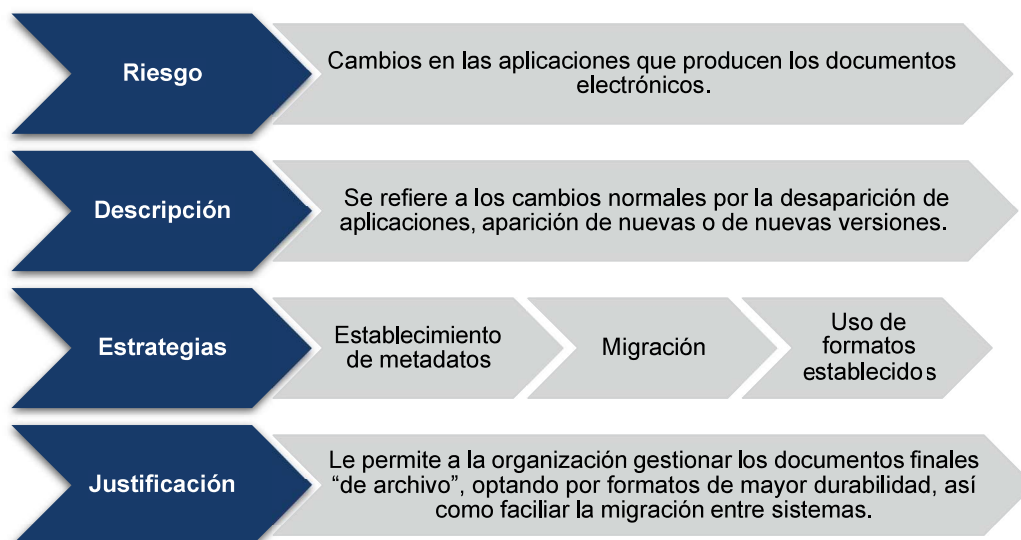 Riesgo
Cambios en las aplicaciones que producen los documentos
electrónicos.
Descripción
Se refiere a los cambios normales por la desaparición de
aplicaciones, aparición de nuevas o de nuevas versiones.
Estrategias
Establecimiento
de metadatos
Migración
Uso de
formatos
establecidos
Justificación
Le permite a la organización gestionar los documentos finales
“de archivo”, optando por formatos de mayor durabilidad, así
como faciliar la migración entre sistemas.